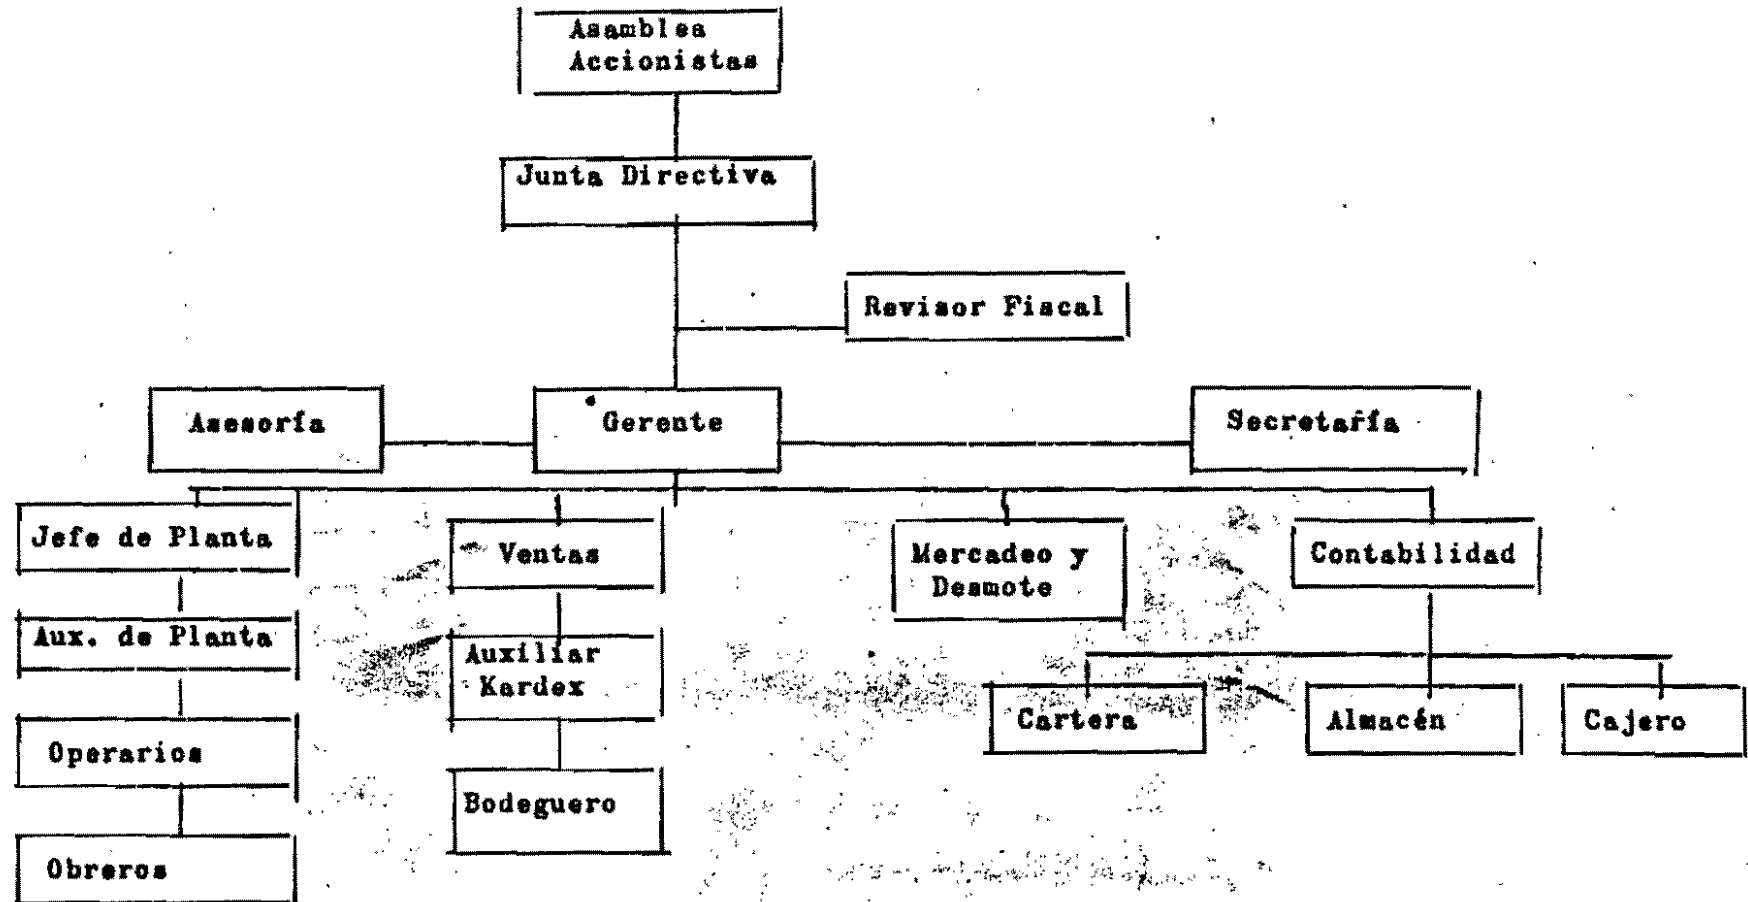 Asamblea
Accionistas
Junta Directiva
Revisor Fiscal
Asesoría
Gerente
Secretaría
Jefe de Planta
Ventas
Mercadeo y
Desmote
Contabilidad
Aux. de Planta
Auxiliar
Kardex
Cartera
Almacén
Cajero
Operarios
Bodeguero
Obreros